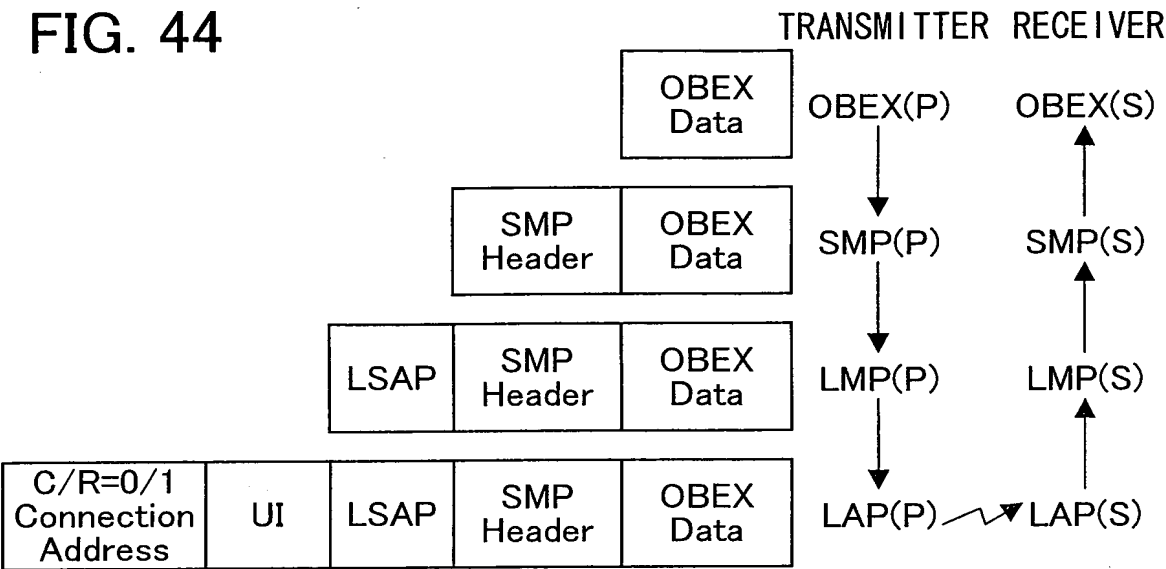 FIG. 44
TRANSMITTER RECEIVER
OBEX
Data
OBEX(P)
OBEX(S)
SMP
Header
OBEX
Data
SMP(P)
SMP(S)
LSAP
SMP
Header
OBEX
Data
LMP(P)
LMP(S)
C/R=0/1
Connection
Address
UI
LSAP
SMP
Header
OBEX
Data
LAP(P)
LAP(S)